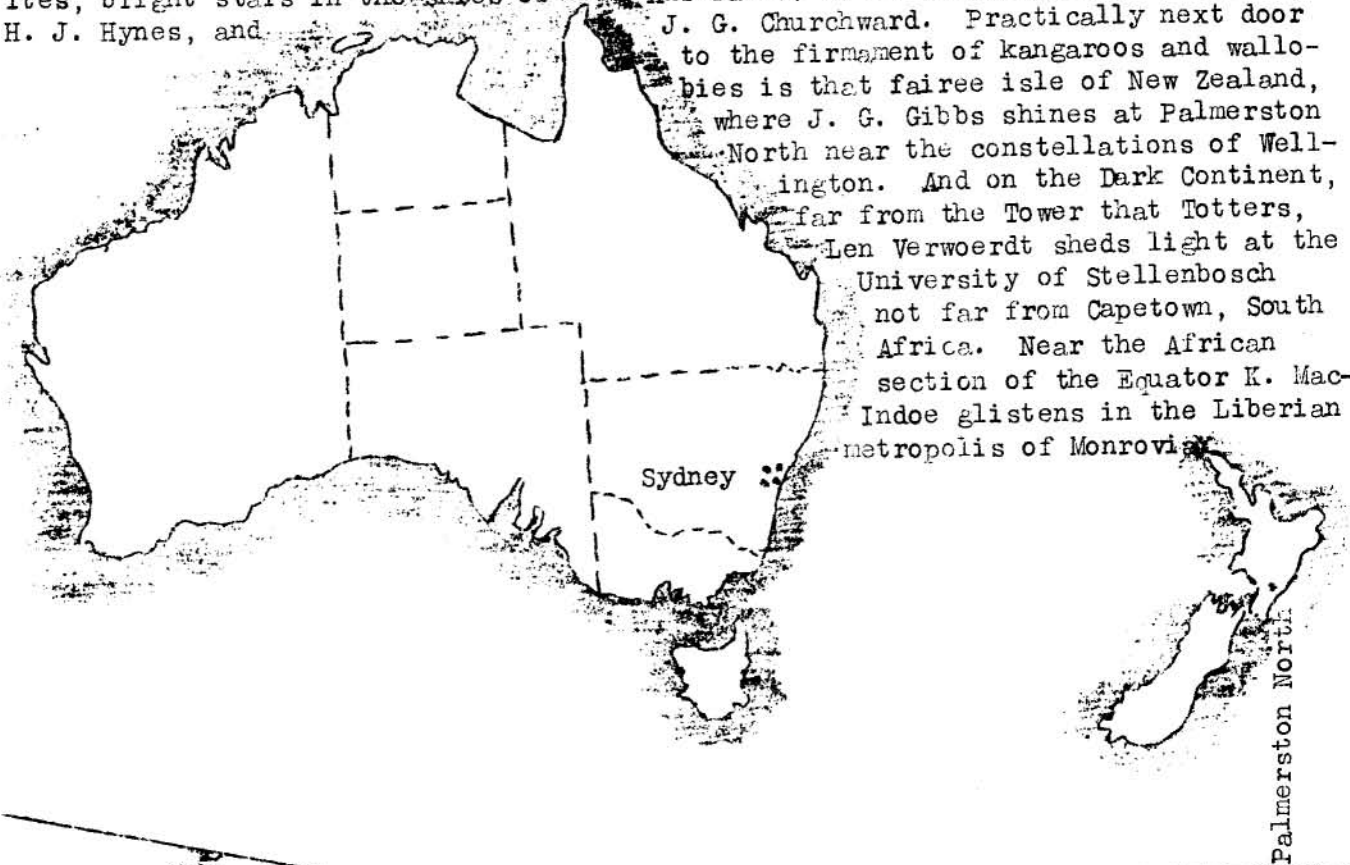 H. J. Hynes, and
J. G. Churchward. Practically next door
to the firmament of kangaroos and wallo-
bies is that fairee isle of New Zealand,
where J. G. Gibbs shines at Palmerston
North near the constellations of Well-
ington. And on the Dark Continent,
far from the Tower that Totters,
Len Verwoerdt sheds light at the
University of Stellenbosch
not far from Capetown, South
Africa. Near the African
section of the Equator K. Mac-
Indoe glistens in the Liberian
metropolis of Monrovia
Sydney
Palmerston North